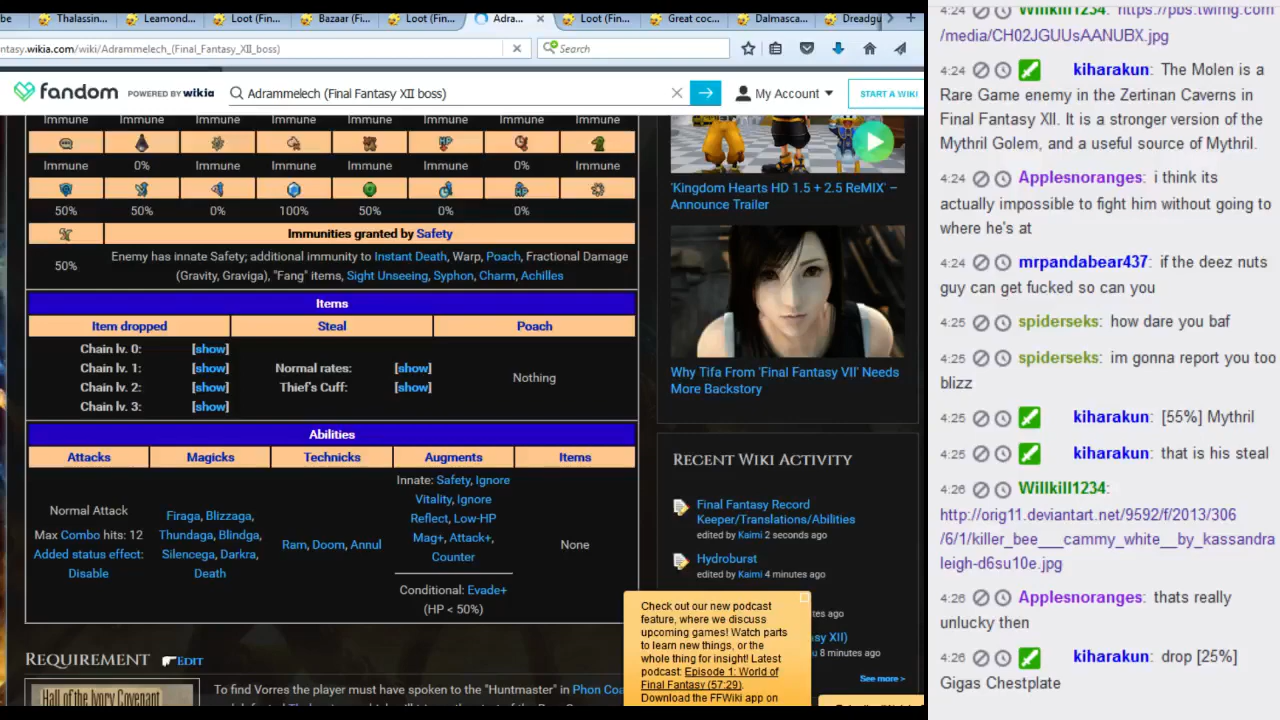 be
Thalassin...
Leamond...
Loot (Fin...
Bazaar (Fi...
Loot (Fin...
Adra...
Loot (Fin...
Great coc...
Dalmasca...
Dreadgu
ntasy.wikia.com/wiki/Adrammelech_(Final_Fantasy_XII_boss)
Search
fandom POWERED BY wikia
Adrammelech (Final Fantasy XII boss)
My Account
START A WIKI
Immune Immune Immune Immune Immune Immune Immune Immune
Immune 0% Immune Immune Immune Immune 0% Immune
50% 50% 0% 100% 50% 0% 0%
Immunities granted by Safety
50%
Enemy has innate Safety; additional immunity to Instant Death, Warp, Poach, Fractional Damage
(Gravity, Graviga), "Fang" items, Sight Unseeing, Syphon, Charm, Achilles
Items
Item dropped Steal Poach
Chain lv. 0: [show]
Chain lv. 1: [show]
Chain lv. 2: [show]
Chain lv. 3: [show]
Normal rates: [show]
Thief's Cuff: [show]
Nothing
Abilities
Attacks Magicks Technicks Augments Items
Normal Attack
Max Combo hits: 12
Added status effect:
Disable
Firaga, Blizzaga,
Thundaga, Blindga,
Silencega, Darkra,
Death
Ram, Doom, Annul
Innate: Safety, Ignore
Vitality, Ignore
Reflect, Low-HP
Mag+, Attack+,
Counter
Conditional: Evade+
(HP < 50%)
None
REQUIREMENT EDIT
Hall of the Ivory Covenant
To find Vorres the player must have spoken to the "Huntmaster" in Phon Coa
'Kingdom Hearts HD 1.5 + 2.5 ReMIX' –
Announce Trailer
Why Tifa From 'Final Fantasy VII' Needs
More Backstory
RECENT WIKI ACTIVITY
Final Fantasy Record
Keeper/Translations/Abilities
edited by Kaimi 2 seconds ago
Hydroburst
edited by Kaimi 4 minutes ago
tes ago
sy XII)
u 8 minutes ago
See more >
Check out our new podcast
feature, where we discuss
upcoming games! Watch parts
to learn new things, or the
whole thing for insight! Latest
podcast: Episode 1: World of
Final Fantasy (57:29).
Download the FFWiki app on
4:24 Willkill1234: https://pbs.twimg.com
/media/CH02JGUUsAANUBX.jpg
4:24 kiharakun: The Molen is a
Rare Game enemy in the Zertinan Caverns in
Final Fantasy XII. It is a stronger version of the
Mythril Golem, and a useful source of Mythril.
4:24 Applesnoranges: i think its
actually impossible to fight him without going to
where he's at
4:24 mrpandabear437: if the deez nuts
guy can get fucked so can you
4:25 spiderseks: how dare you baf
4:25 spiderseks: im gonna report you too
blizz
4:25 kiharakun: [55%] Mythril
4:25 kiharakun: that is his steal
4:26 Willkill1234:
http://orig11.deviantart.net/9592/f/2013/306
/6/1/killer_bee___cammy_white__by_kassandra
leigh-d6su10e.jpg
4:26 Applesnoranges: thats really
unlucky then
4:26 kiharakun: drop [25%]
Gigas Chestplate